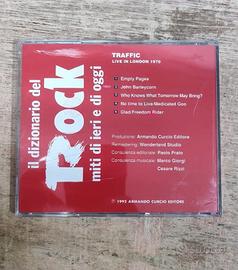 il dizionario del
Rock
miti di ieri e di oggi
TRAFFIC
LIVE IN LONDON 1970
Empty Pages
John Barleycorn
Who Knows What Tomorrow May Bring?
No time to Live/Medicated Goo
Glad/Freedom Rider
Produzione: Armando Curcio Editore
Remastering: Wonderland Studio
Consulenza editoriale: Paolo Prato
Consulenza musicale: Marco Giorgi
Cesare Rizzi
© 1992 ARMANDO CURCIO EDITORE